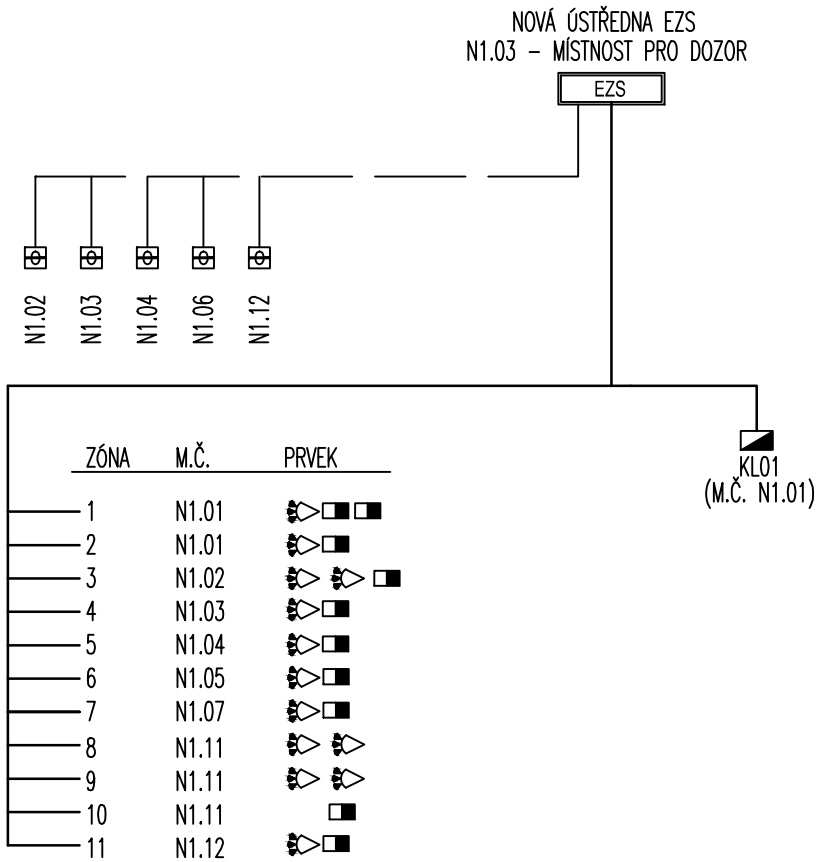 NOVÁ ÚSTŘEDNA EZS
N1.03 – MÍSTNOST PRO DOZOR
EZS
N1.02
N1.03
N1.04
N1.06
N1.12
KL01
(M.Č. N1.01)
ZÓNA M.Č. PRVEK
1 N1.01
2 N1.01
3 N1.02
4 N1.03
5 N1.04
6 N1.05
7 N1.07
8 N1.11
9 N1.11
10 N1.11
11 N1.12